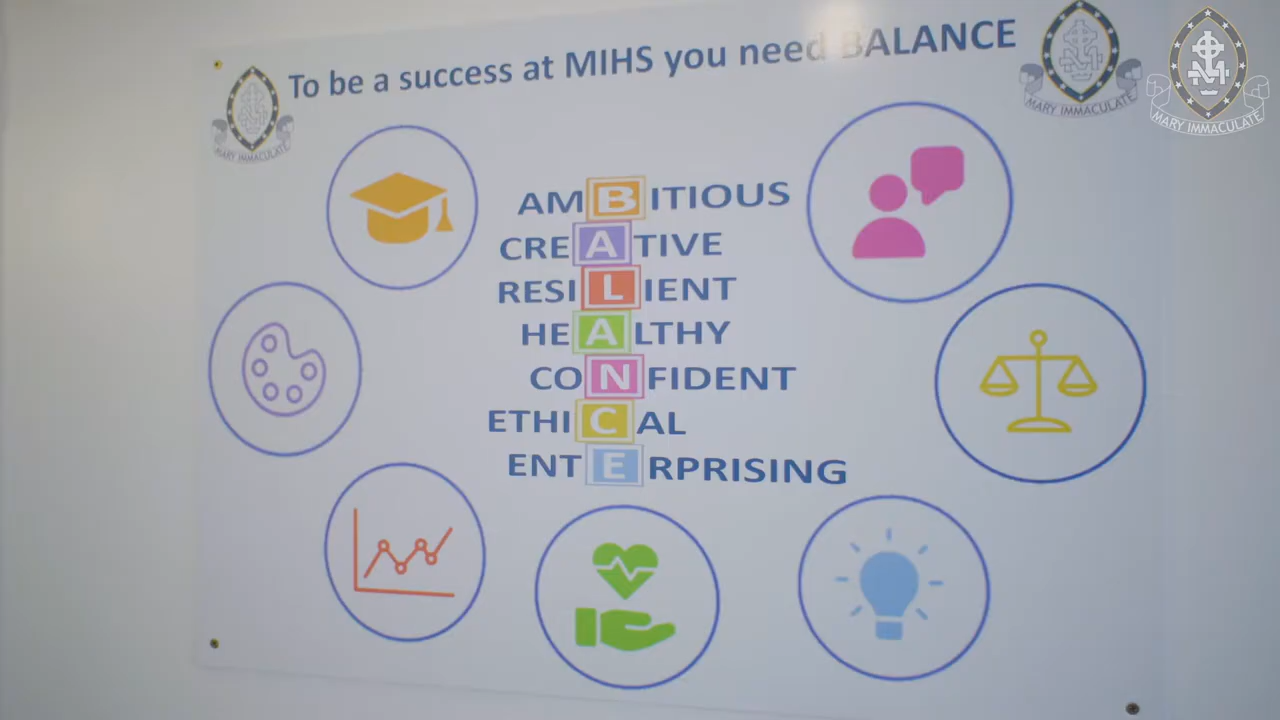 To be a success at MIHS you need BALANCE
MARY IMMACULATE
MARY IMMACULATE
MARY IMMACULATE
AMBITIOUS
CREATIVE
RESILIENT
HEALTHY
CONFIDENT
ETHICAL
ENTERPRISING